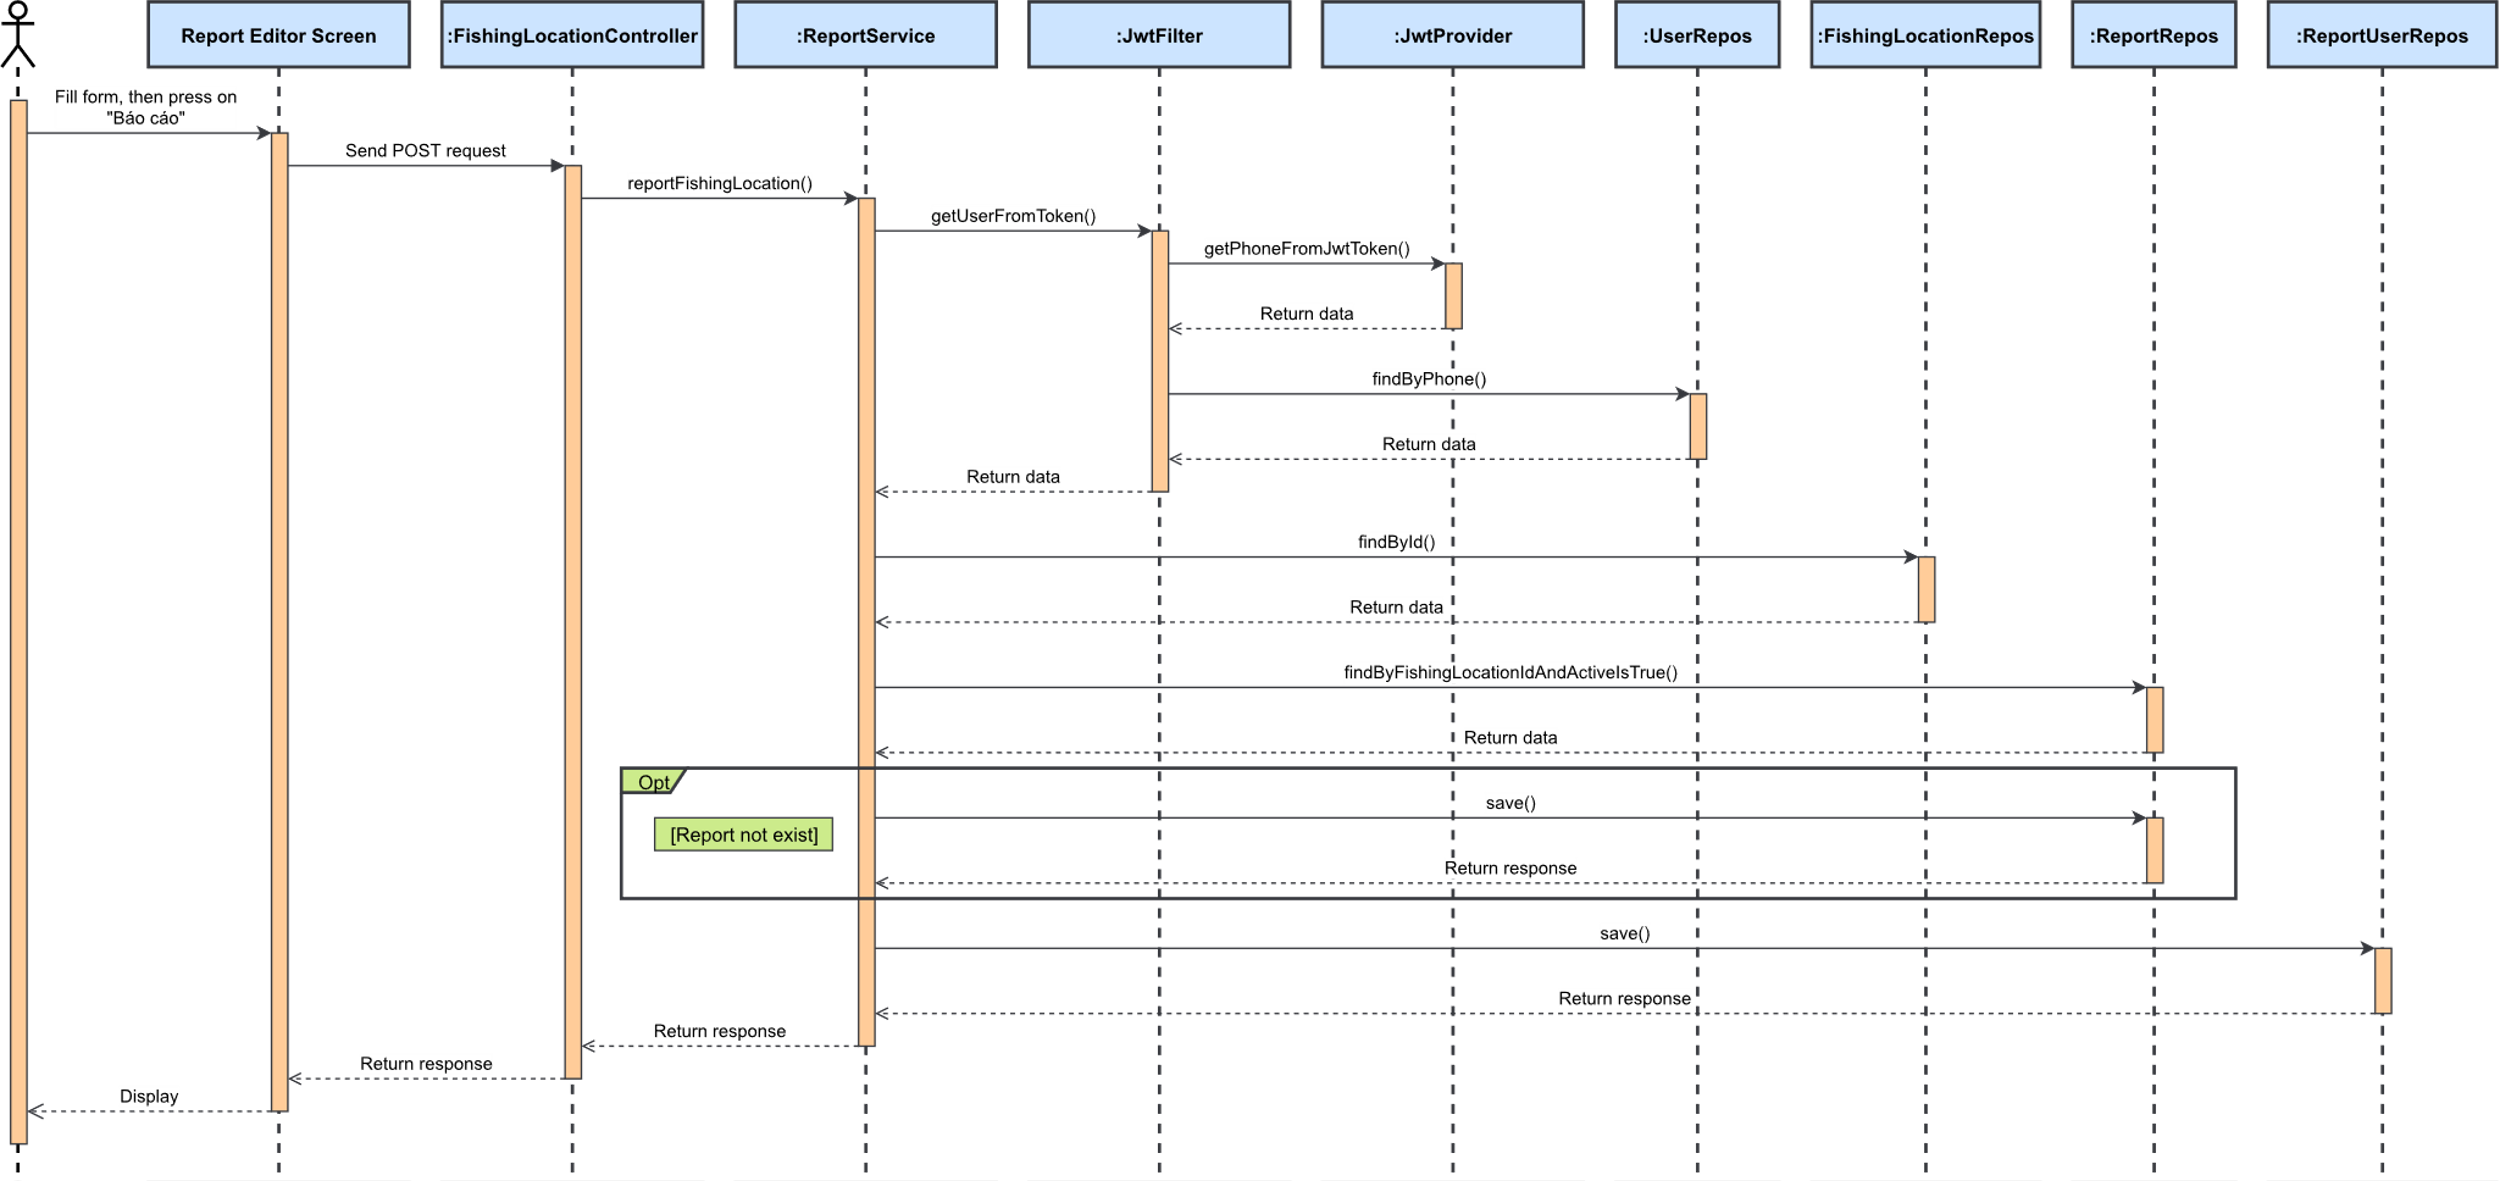 Report Editor Screen
:FishingLocationController
:ReportService
:JwtFilter
:JwtProvider
:UserRepos
:FishingLocationRepos
:ReportRepos
:ReportUserRepos
Fill form, then press on
"Báo cáo"
Send POST request
reportFishingLocation()
getUserFromToken()
getPhoneFromJwtToken()
Return data
findByPhone()
Return data
Return data
findById()
Return data
findByFishingLocationIdAndActiveIsTrue()
Return data
Opt
save()
[Report not exist]
Return response
save()
Return response
Return response
Return response
Display